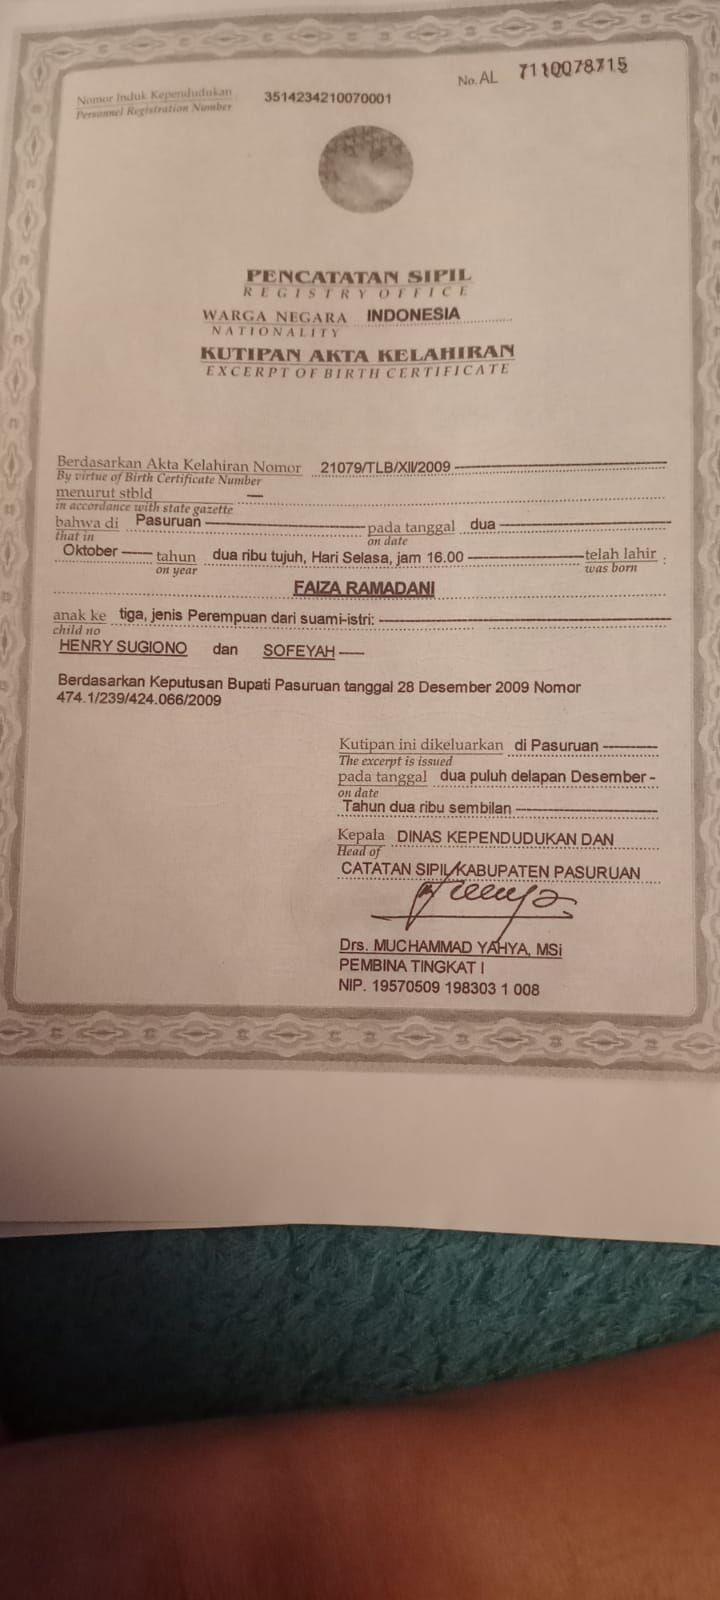 No. AL 7110078715
Nomor Induk Kependudukan 3514234210070001
Personnel Registration Number
PENCATATAN SIPIL
REGISTRY OFFICE
WARGA NEGARA INDONESIA
NATIONALITY
KUTIPAN AKTA KELAHIRAN
EXCERPT OF BIRTH CERTIFICATE
Berdasarkan Akta Kelahiran Nomor 21079/TLB/XII/2009
By virtue of Birth Certificate Number
menurut stbld —
in accordance with state gazette
bahwa di Pasuruan pada tanggal dua
that in on date
Oktober tahun dua ribu tujuh, Hari Selasa, jam 16.00 telah lahir :
on year was born
FAIZA RAMADANI
anak ke tiga, jenis Perempuan dari suami-istri:
child no
HENRY SUGIONO dan SOFEYAH
Berdasarkan Keputusan Bupati Pasuruan tanggal 28 Desember 2009 Nomor
474.1/239/424.066/2009
Kutipan ini dikeluarkan di Pasuruan
The excerpt is issued
pada tanggal dua puluh delapan Desember -
on date
Tahun dua ribu sembilan
Kepala DINAS KEPENDUDUKAN DAN
Head of
CATATAN SIPIL KABUPATEN PASURUAN
Drs. MUCHAMMAD YAHYA, MSi
PEMBINA TINGKAT I
NIP. 19570509 198303 1 008